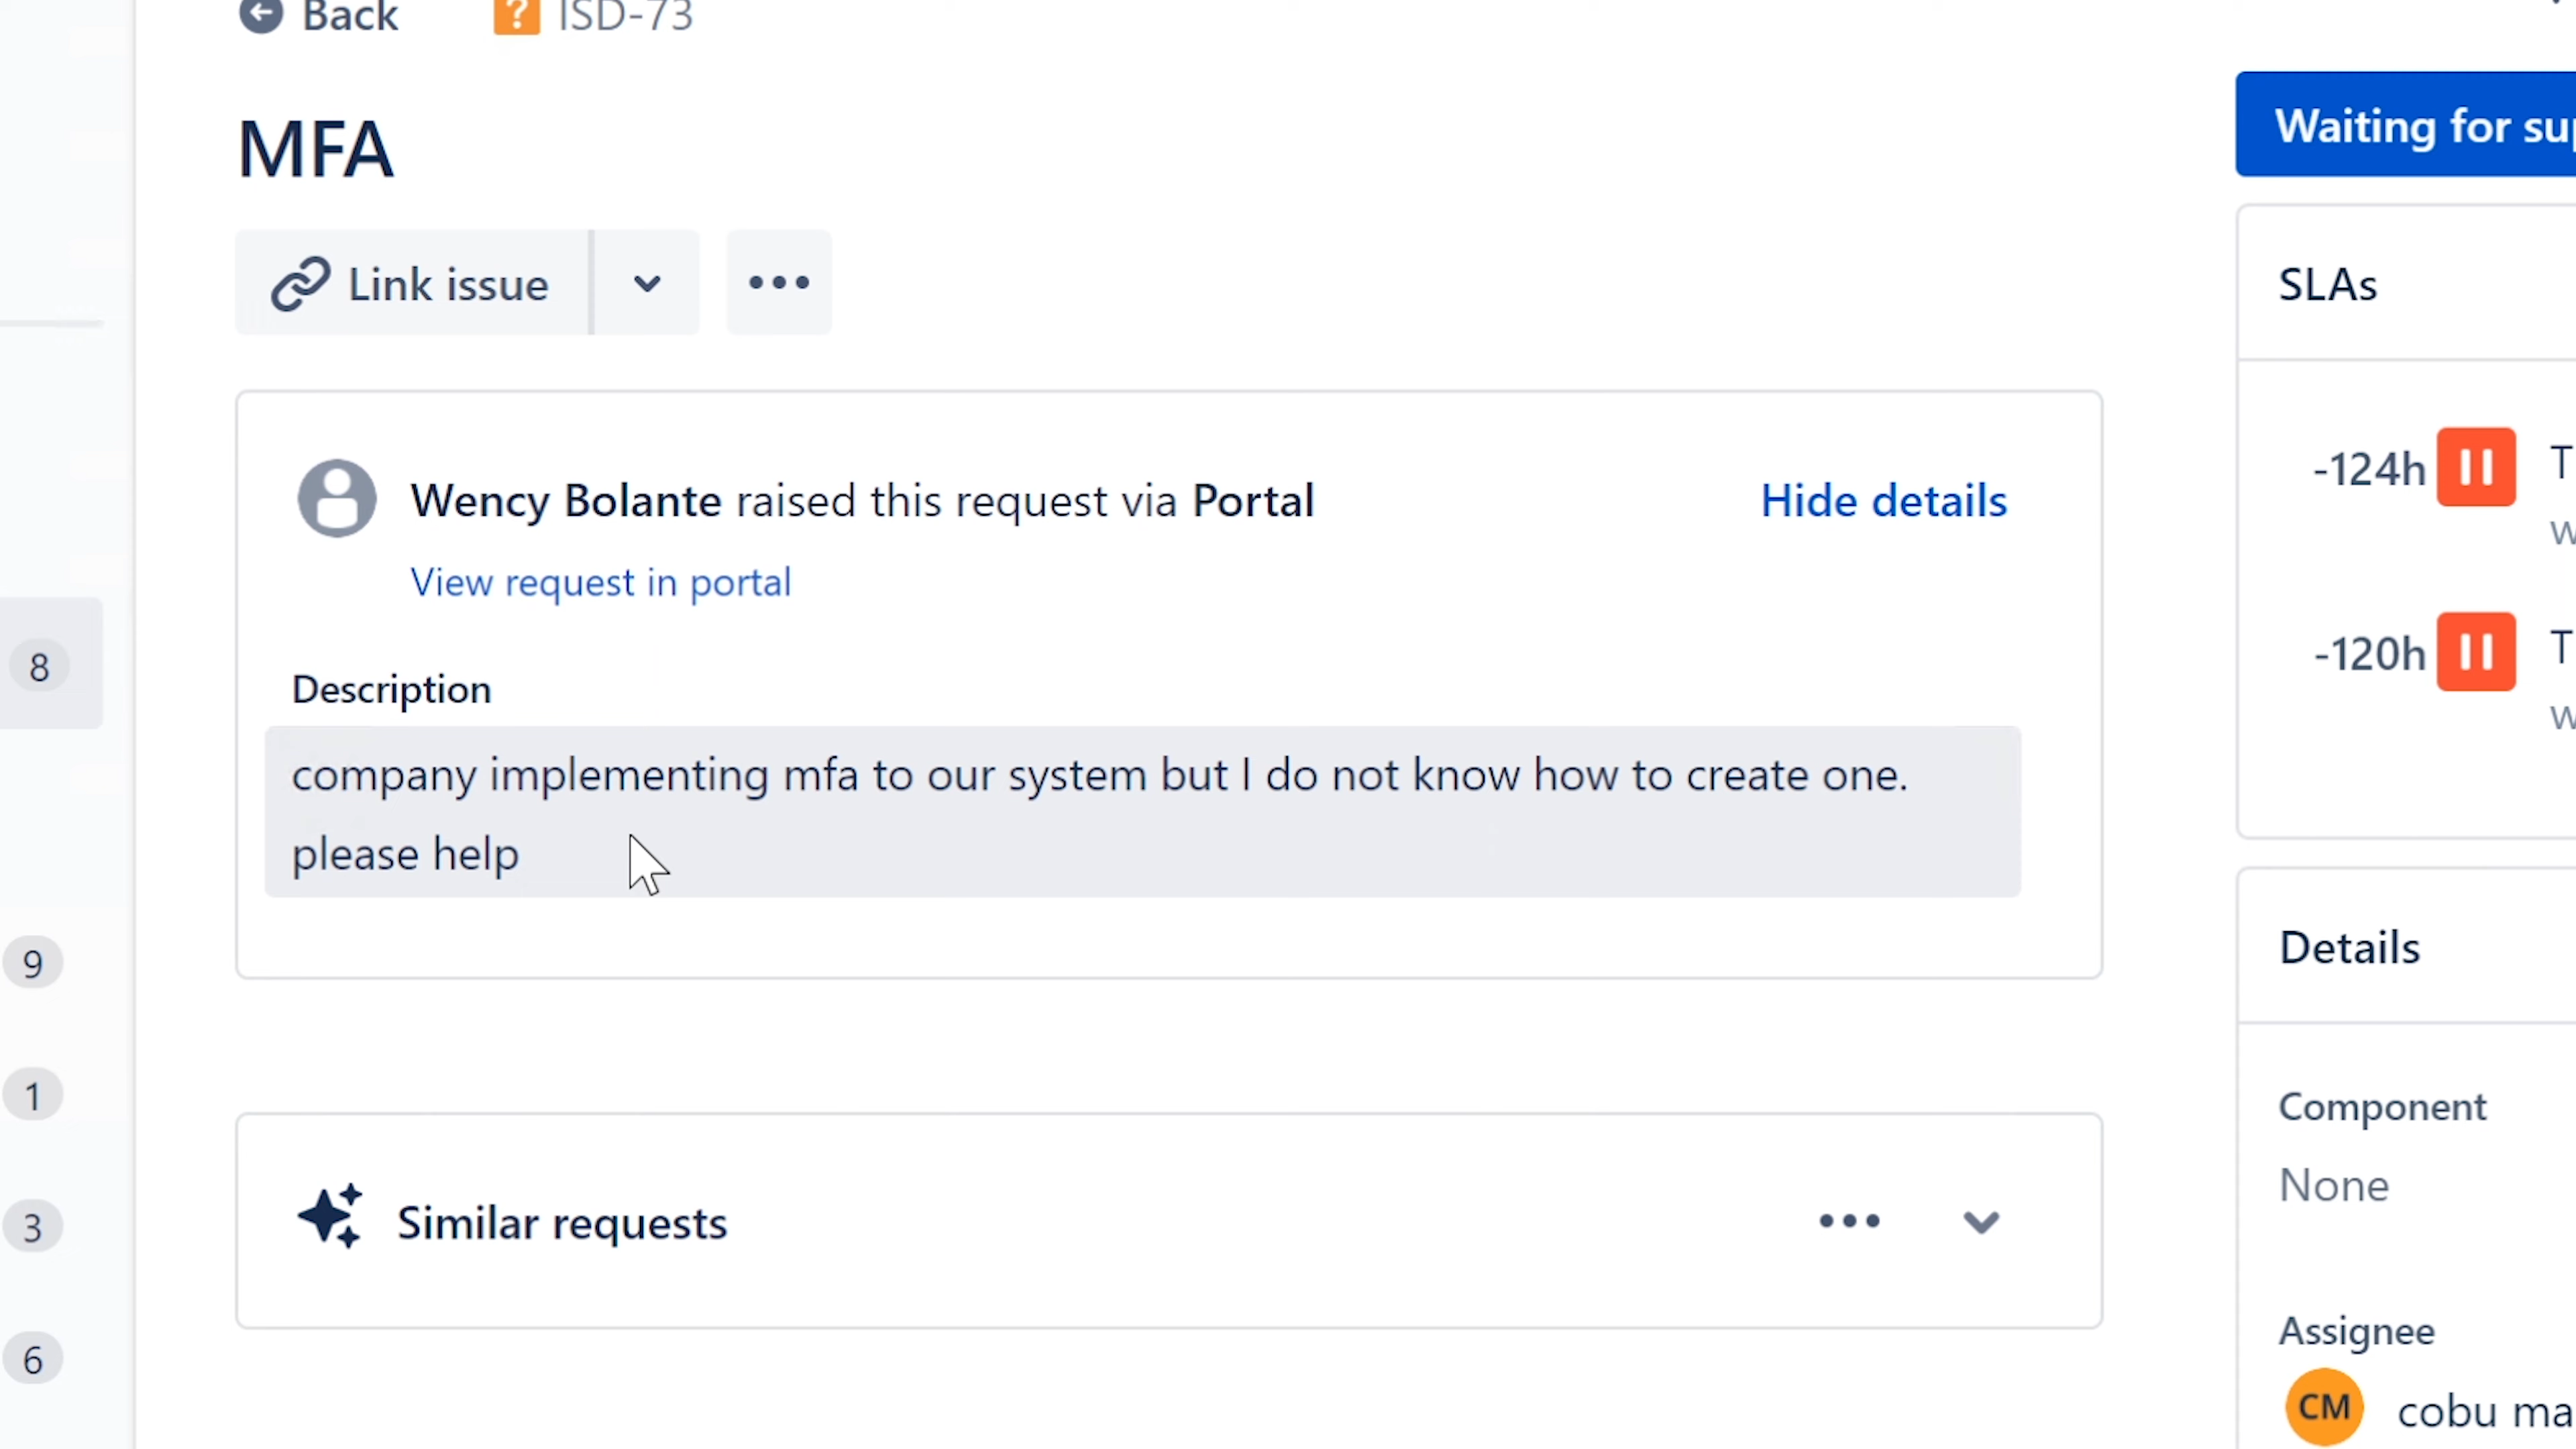 Back
ISD-73
MFA
Link issue
Wency Bolante raised this request via Portal
Hide details
View request in portal
Description
company implementing mfa to our system but I do not know how to create one.
please help
Similar requests
8
9
1
3
6
Waiting for
SLAs
-124h
-120h
Details
Component
None
Assignee
CM
cobu